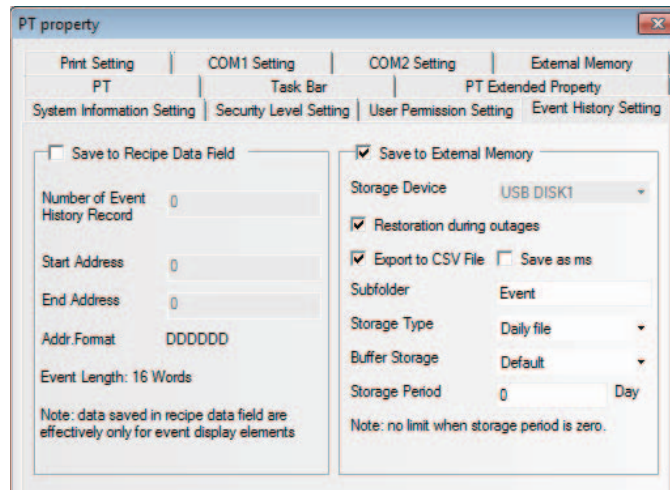 PT property
Print Setting
COM1 Setting
COM2 Setting
External Memory
PT
Task Bar
PT Extended Property
System Information Setting
Security Level Setting
User Permission Setting
Event History Setting
Save to Recipe Data Field
Number of Event
History Record
0
Start Address
0
End Address
0
Addr.Format
DDDDDD
Event Length: 16 Words
Note: data saved in recipe data field are
effectively only for event display elements
Save to External Memory
Storage Device
USB DISK1
Restoration during outages
Export to CSV File
Save as ms
Subfolder
Event
Storage Type
Daily file
Buffer Storage
Default
Storage Period
0
Day
Note: no limit when storage period is zero.